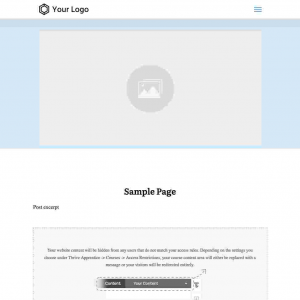 Your Logo
Sample Page
Post excerpt
Your website content will be hidden from any users that do not match your access rules. Depending on the settings you
choose under Thrive Apprentice -> Courses -> Access Restrictions, your course content area will either be replaced with a
message or your visitors will be redirected entirely.
Content
Your Content